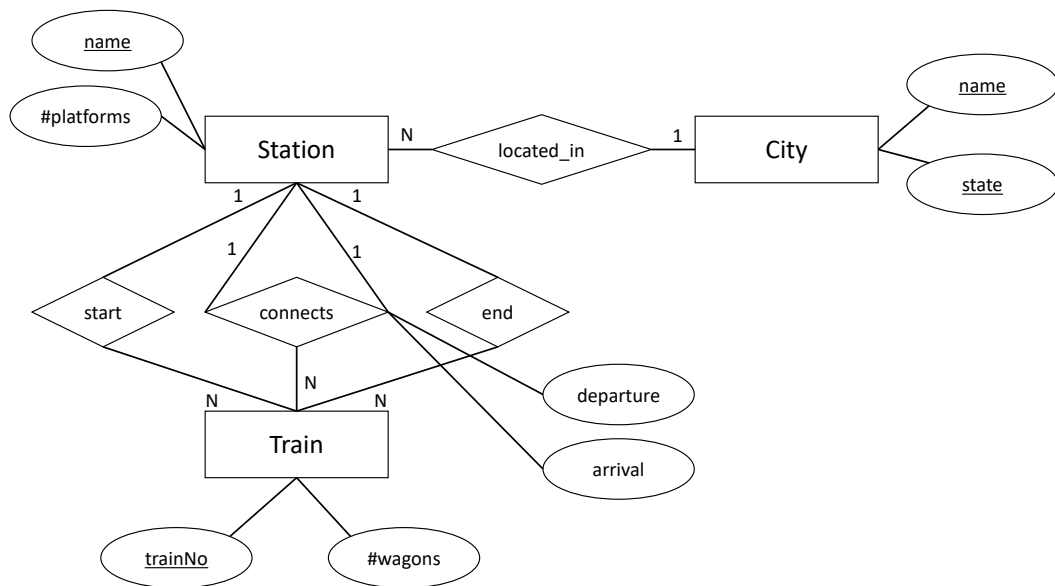 name
#platforms
Station
N
located_in
1
City
name
state
1
1
1
1
start
connects
end
departure
N
N
N
Train
arrival
trainNo
#wagons